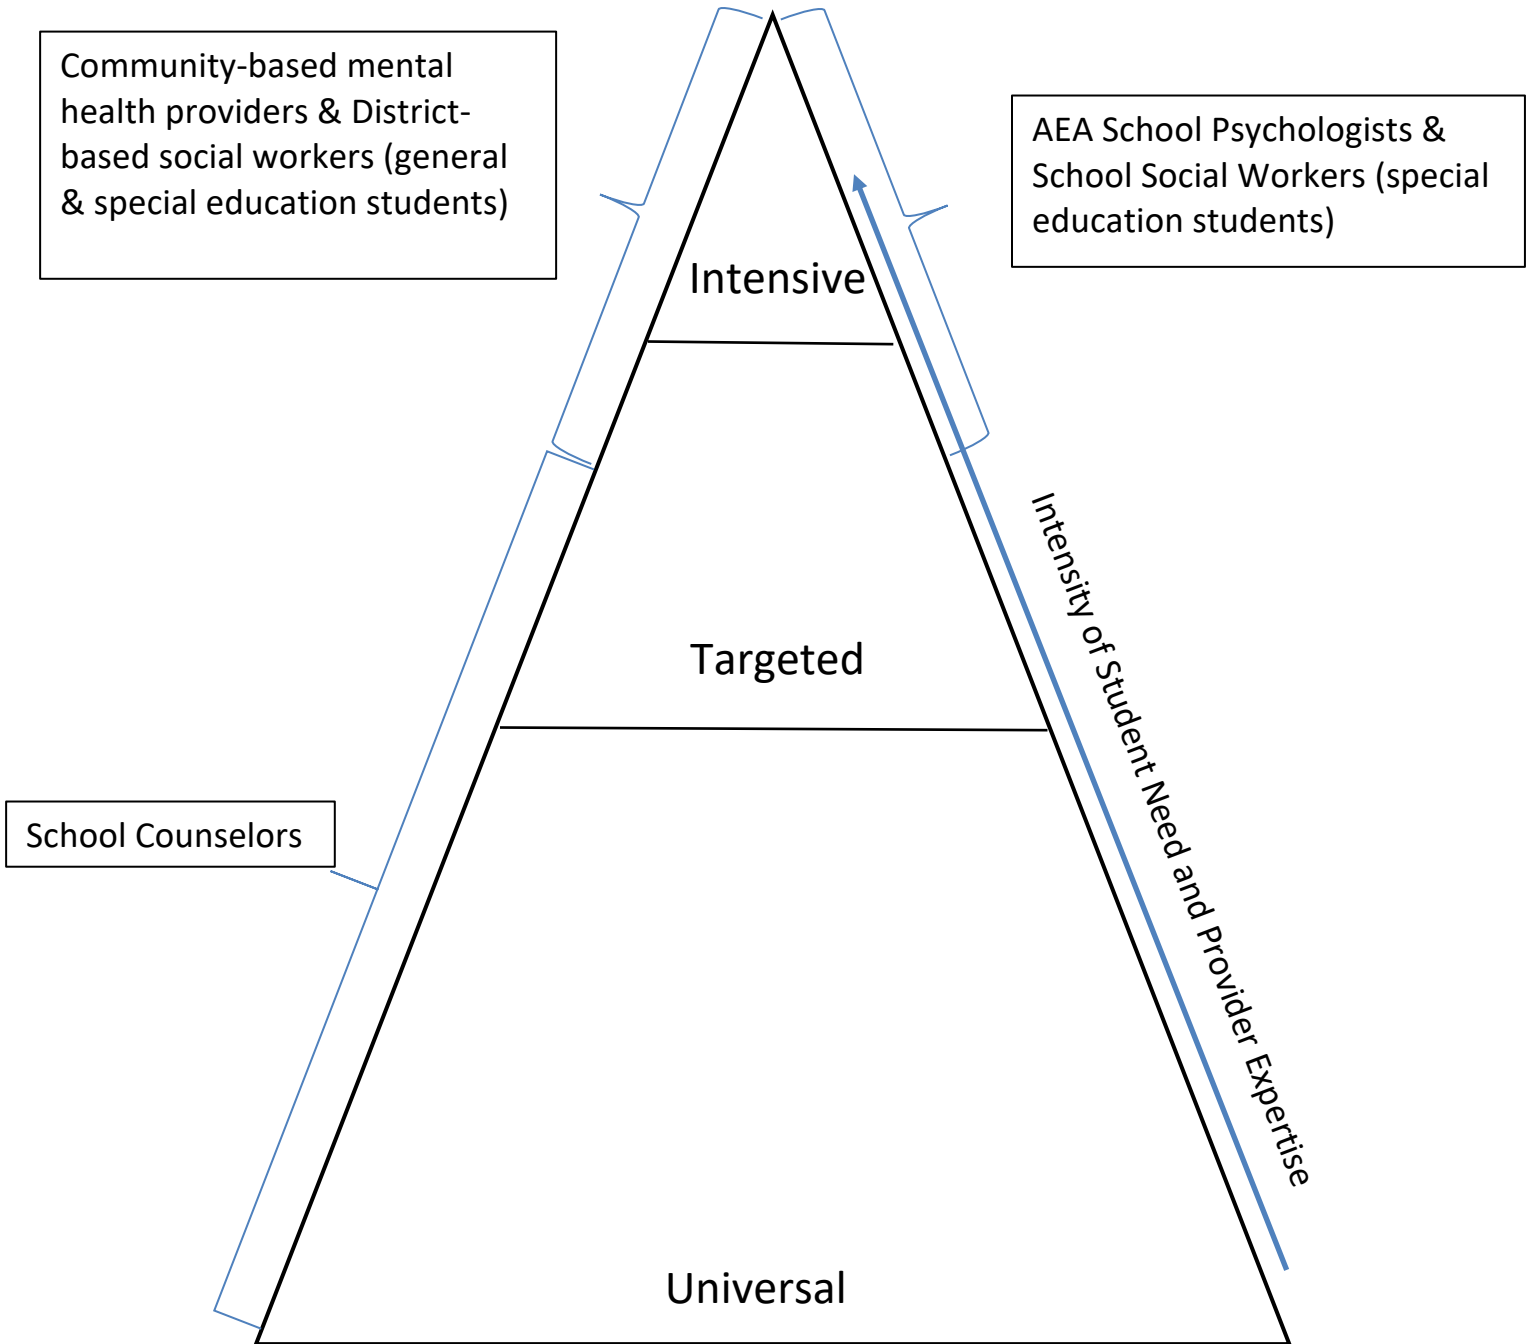 Community-based mental
health providers & District-
based social workers (general
& special education students)
AEA School Psychologists &
School Social Workers (special
education students)
Intensive
Intensity of Student Need and Provider Expertise
Targeted
School Counselors
Universal